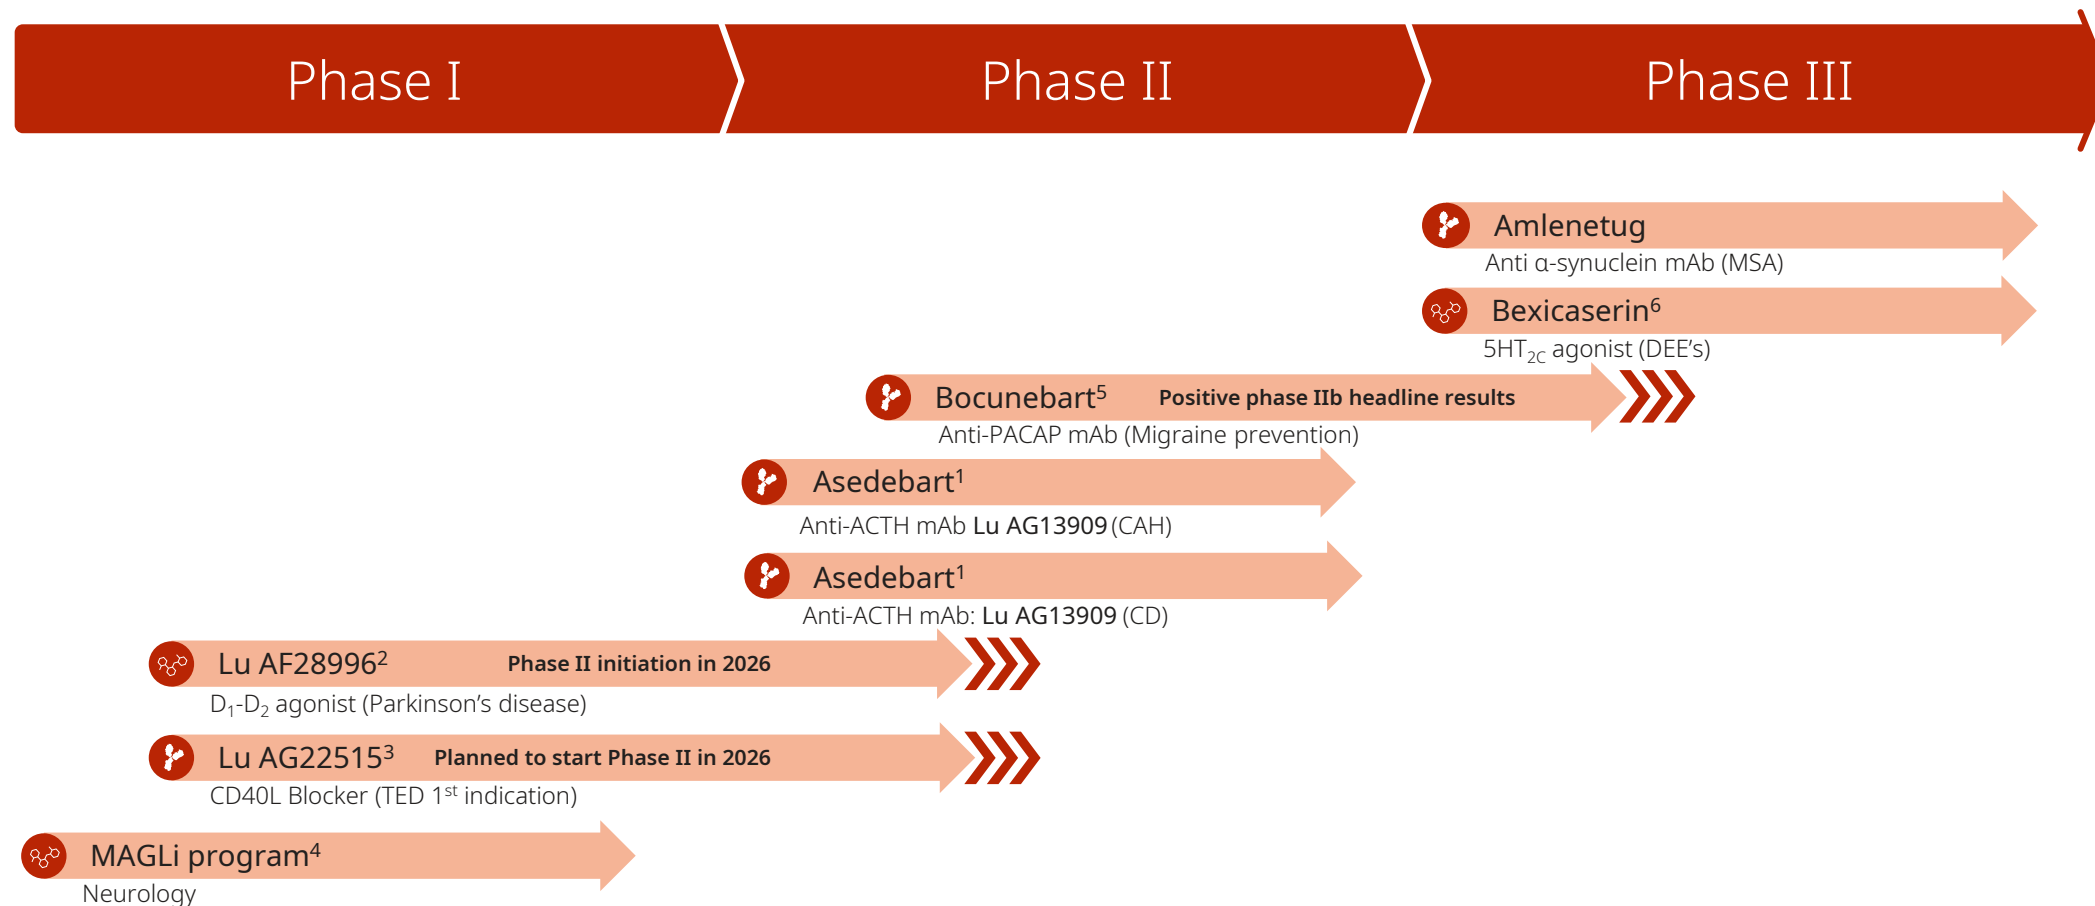 Phase I
Phase II
Phase III
Amlenetug
Anti α-synuclein mAb (MSA)
Bexicaserin⁶
5HT₂C agonist (DEE’s)
Bocunebart⁵ Positive phase IIb headline results
Anti-PACAP mAb (Migraine prevention)
Asedebart¹
Anti-ACTH mAb Lu AG13909 (CAH)
Asedebart¹
Anti-ACTH mAb: Lu AG13909 (CD)
Lu AF28996² Phase II initiation in 2026
D₁-D₂ agonist (Parkinson’s disease)
Lu AG22515³ Planned to start Phase II in 2026
CD40L Blocker (TED 1ˢᵗ indication)
MAGLi program⁴
Neurology